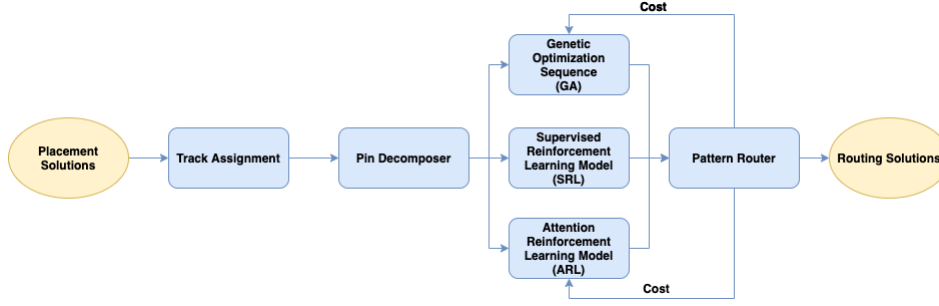 Cost
Genetic
Optimization
Sequence
(GA)
Placement
Solutions
Track Assignment
Pin Decomposer
Supervised
Reinforcement
Learning Model
(SRL)
Pattern Router
Routing Solutions
Attention
Reinforcement
Learning Model
(ARL)
Cost